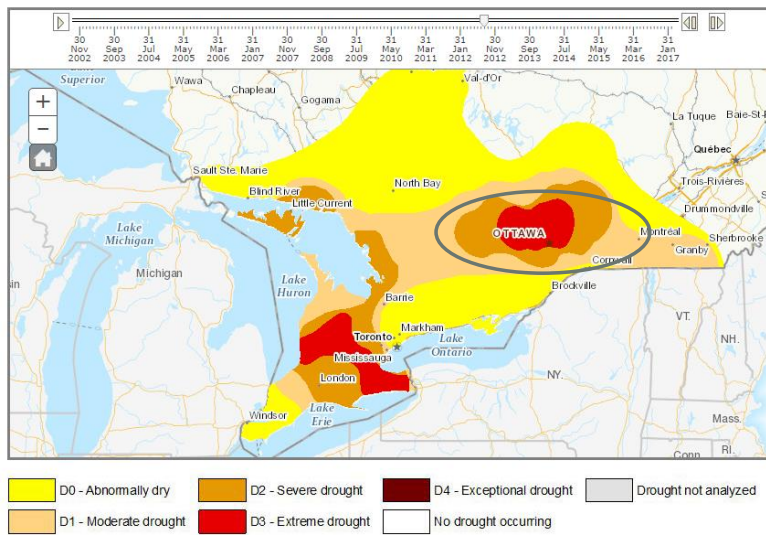 30 30 31 31 31 31 30 30 31 31 30 31 30 31 31 31 31 31
Nov Sep Jul May Mar Jan Nov Sep Jul May Mar Jan Nov Sep Jul May Mar Jan
2002 2003 2004 2005 2006 2007 2007 2008 2009 2010 2011 2012 2012 2013 2014 2015 2016 2017
Lake
Superior
Wawa
Chapleau
Gogama
Val-d'Or
La Tuque
Baie-St-P
Québec
+
−
Sault Ste. Marie
Blind River
Little Current
North Bay
Trois-Rivières
Drummondville
S
OTTAWA
Montréal
Sherbrooke
Granby
Cornwall
Lake
Michigan
Michigan
Lake
Huron
Barrie
Brockville
Markham
Toronto
Lake
Ontario
Mississauga
London
Windsor
Lake
Erie
VT.
NH.
NY.
Mass.
Conn
RI.
sin
D0 - Abnormally dry
D2 - Severe drought
D4 - Exceptional drought
Drought not analyzed
D1 - Moderate drought
D3 - Extreme drought
No drought occurring